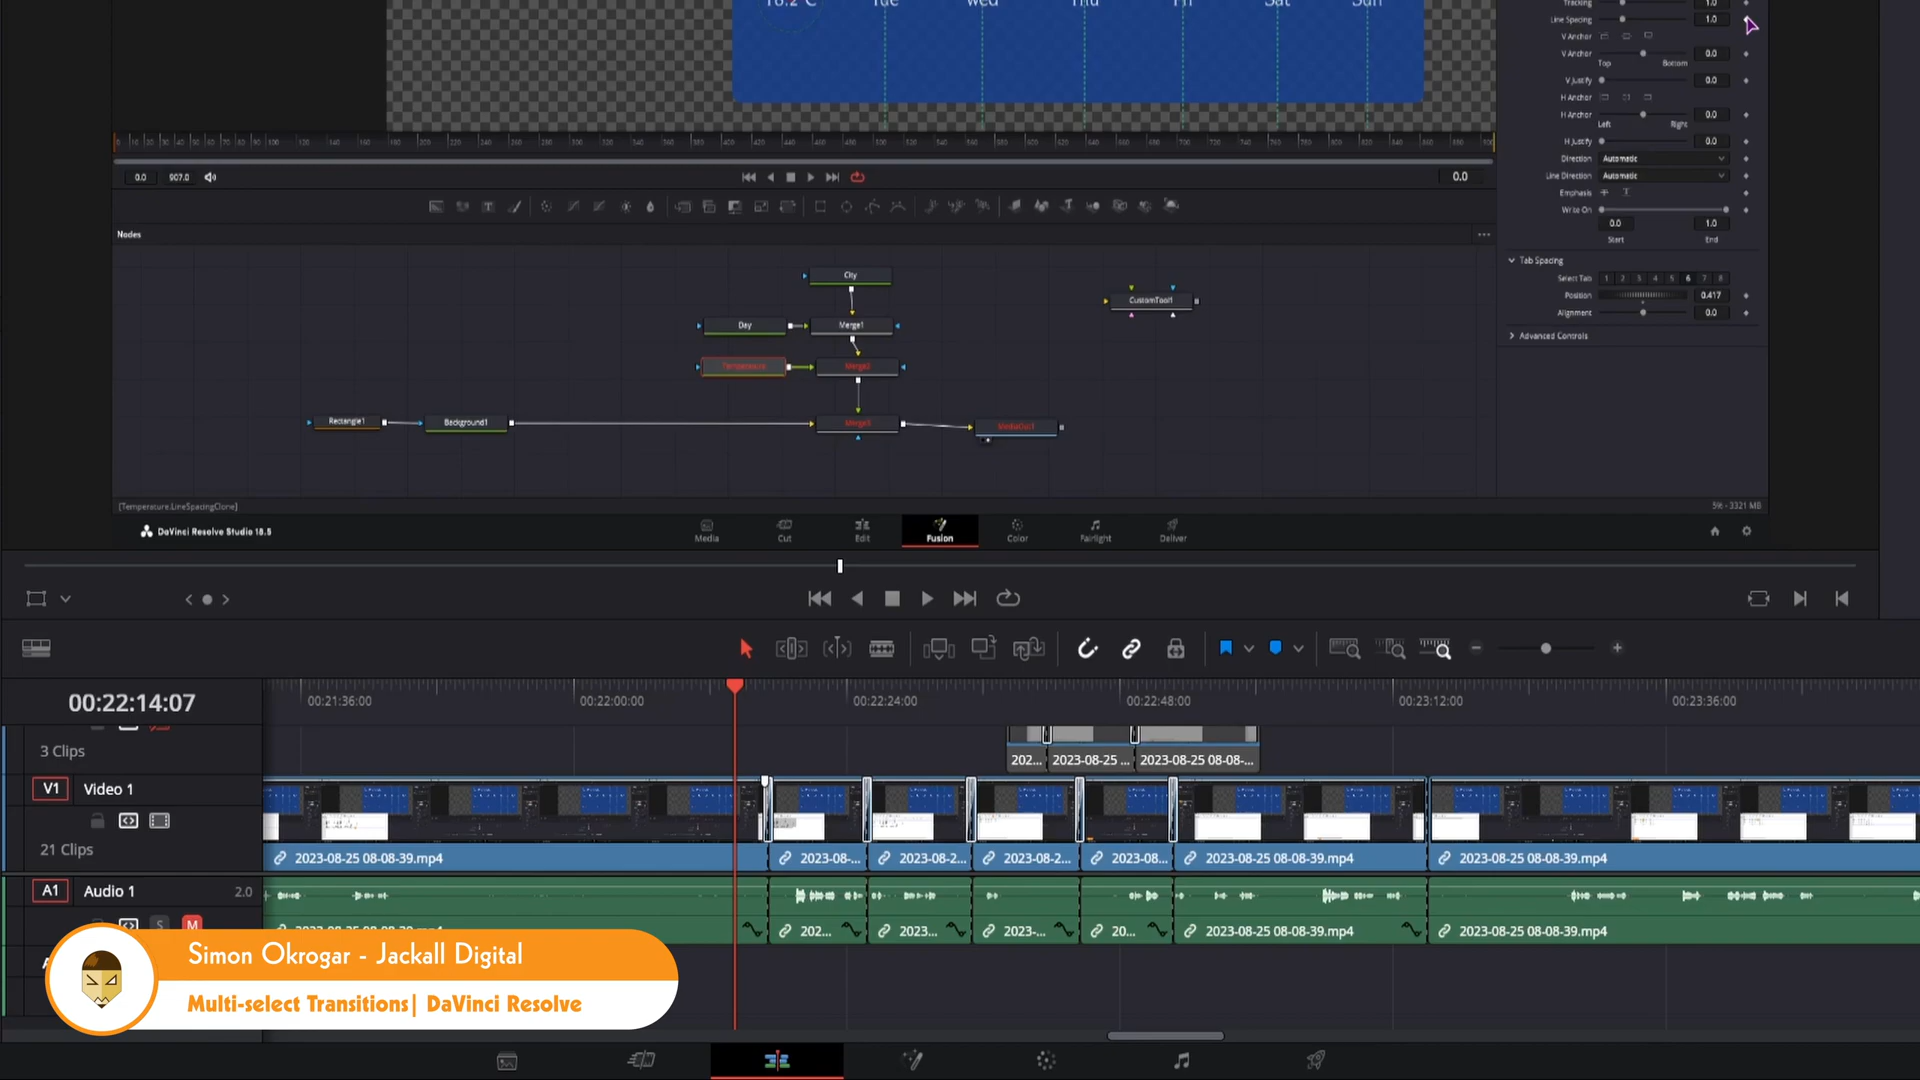 Tue Wed Thu Fri Sat Sun
Tracking 1.0
Line Spacing 1.0
V Anchor
V Anchor 0.0
Top Bottom
V Justify 0.0
H Anchor
H Anchor 0.0
Left Right
H Justify 0.0
Direction Automatic
Line Direction Automatic
Emphasis
Write On
0.0 1.0
Start End
Tab Spacing
Select Tab 1 2 3 4 5 6 7 8
Position 0.417
Alignment 0.0
Advanced Controls
0.0 907.0 0.0
Nodes
City
Day Merge1
CustomTool1
Temperature
Rectangle1 Background1 MediaOut1
[Temperature.LineSpacingClone]
5% - 3321 MB
DaVinci Resolve Studio 18.5
Media Cut Edit Fusion Color Fairlight Deliver
00:22:14:07
00:21:36:00 00:22:00:00 00:22:24:00 00:22:48:00 00:23:12:00 00:23:36:00
3 Clips
202... 2023-08-25 ... 2023-08-25 08-08-...
V1 Video 1
21 Clips
2023-08-25 08-08-39.mp4 2023-08-... 2023-08-2... 2023-08-2... 2023-08... 2023-08-25 08-08-39.mp4 2023-08-25 08-08-39.mp4
A1 Audio 1 2.0
S M
202... 2023... 2023-... 20... 2023-08-25 08-08-39.mp4 2023-08-25 08-08-39.mp4
Simon Okrogar - Jackall Digital
Multi-select Transitions| DaVinci Resolve